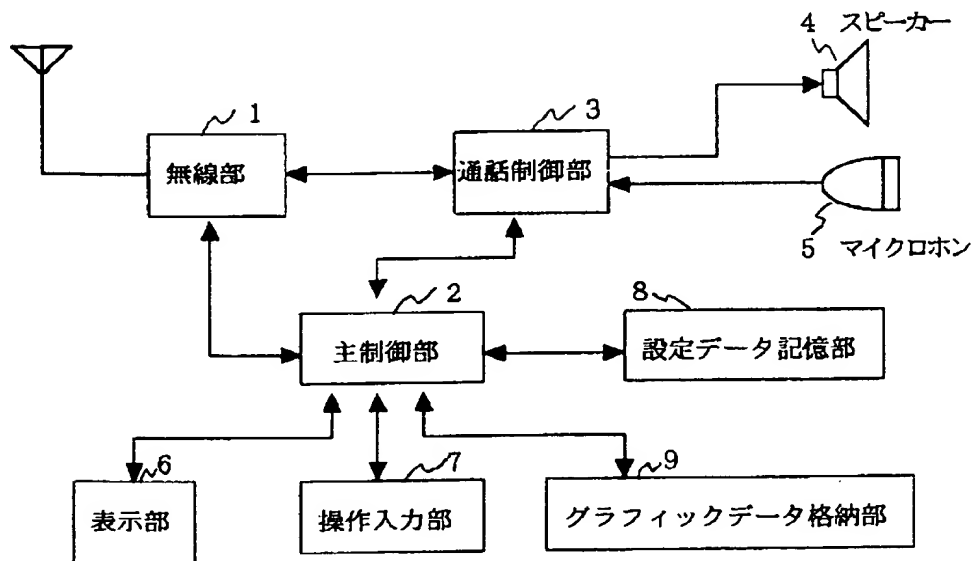 4 スピーカー
1
3
無線部
通話制御部
5 マイクロホン
2
8
主制御部
設定データ記憶部
6
7
9
表示部
操作入力部
グラフィックデータ格納部